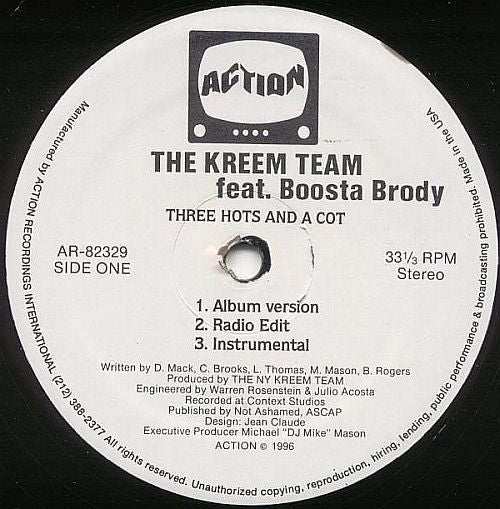 ACTION
THE KREEM TEAM
feat. Boosta Brody
THREE HOTS AND A COT
AR-82329
SIDE ONE
33⅓ RPM
Stereo
1. Album version
2. Radio Edit
3. Instrumental
Written by D. Mack, C. Brooks, L. Thomas, M. Mason, B. Rogers
Produced by THE NY KREEM TEAM
Engineered by Warren Rosenstein & Julio Acosta
Recorded at Context Studios
Published by Not Ashamed, ASCAP
Design: Jean Claude
Executive Producer Michael "DJ Mike" Mason
ACTION © 1996
Manufactured by ACTION RECORDINGS INTERNATIONAL (212) 388-2377 All rights reserved. Unauthorized copying, reproduction, hiring, lending, public performance & broadcasting prohibited. Made in the USA